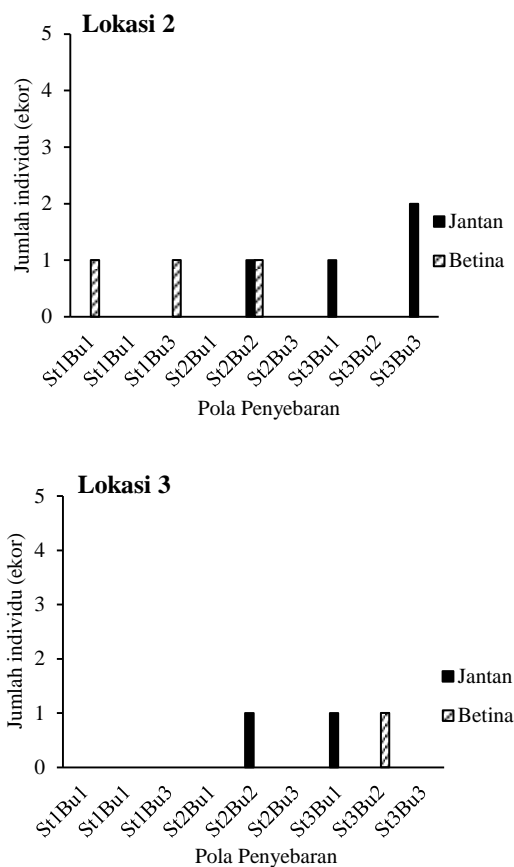 Lokasi 2
Jumlah individu (ekor)
5
4
3
2
1
0
Jantan
Betina
St1Bu1 St1Bu1 St1Bu3 St2Bu1 St2Bu2 St2Bu3 St3Bu1 St3Bu2 St3Bu3
Pola Penyebaran
Lokasi 3
Jumlah individu (ekor)
5
4
3
2
1
0
Jantan
Betina
St1Bu1 St1Bu1 St1Bu3 St2Bu1 St2Bu2 St2Bu3 St3Bu1 St3Bu2 St3Bu3
Pola Penyebaran